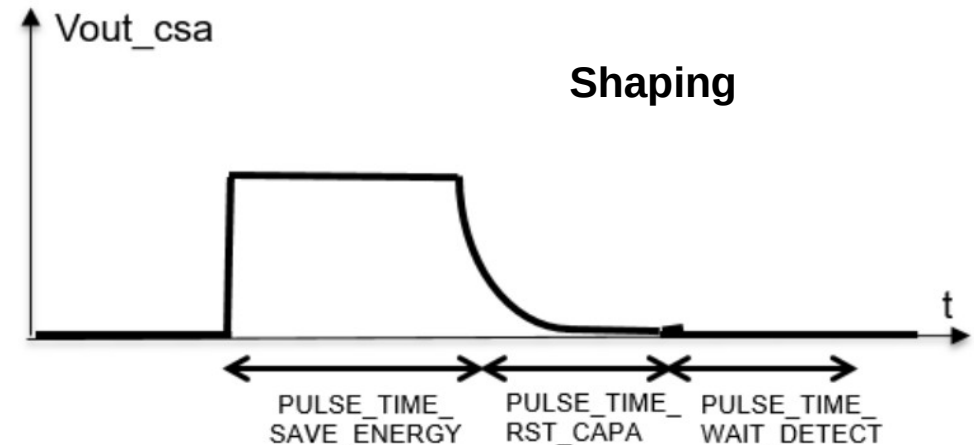 Vout_csa
Shaping
t
PULSE_TIME_
SAVE_ENERGY
PULSE_TIME_
RST_CAPA
PULSE_TIME_
WAIT_DETECT